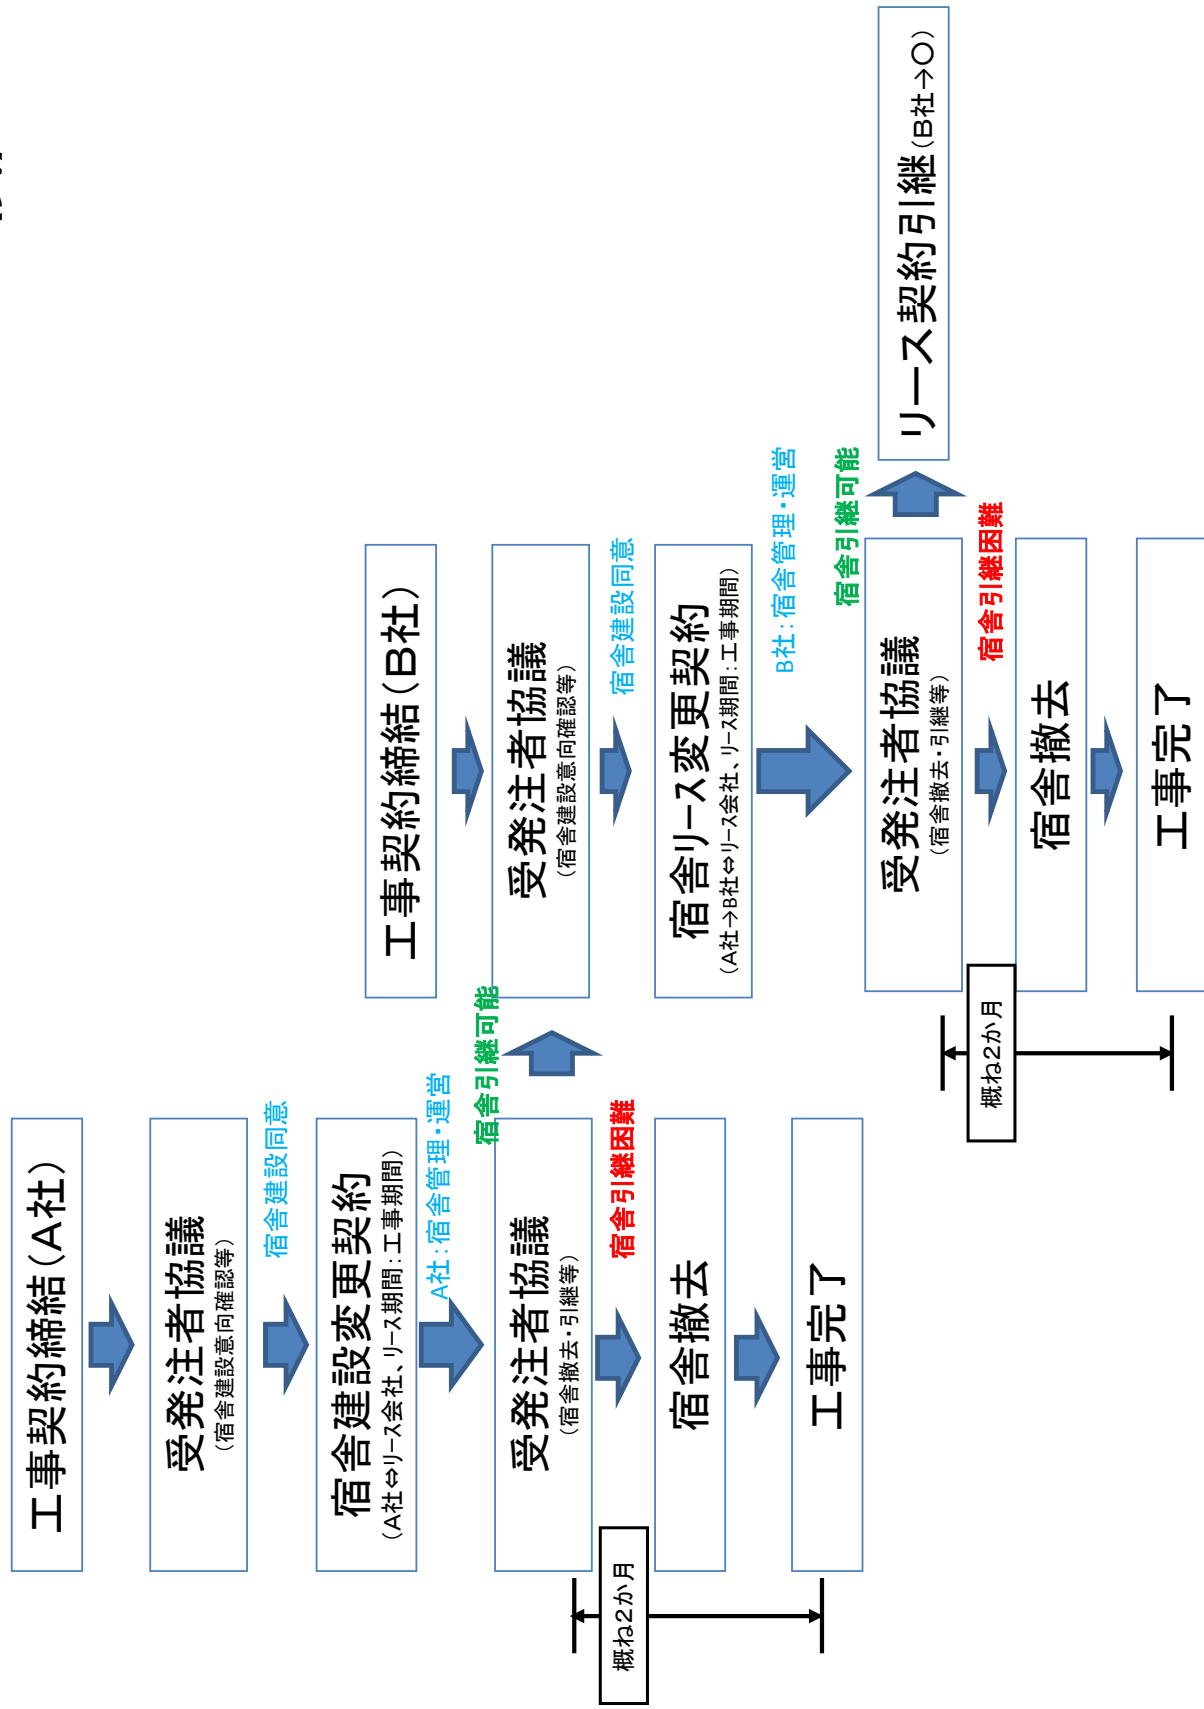 工事契約締結(A社)
受発注者協議
(宿舎建設意向確認等)
宿舎建設同意
宿舎建設変更契約
(A社⇔リース会社、リース期間:工事期間)
A社:宿舎管理・運営
宿舎引継可能
受発注者協議
(宿舎撤去・引継等)
宿舎引継困難
概ね2か月
宿舎撤去
工事完了
工事契約締結(B社)
受発注者協議
(宿舎建設意向確認等)
宿舎建設同意
宿舎リース変更契約
(A社→B社⇔リース会社、リース期間:工事期間)
B社:宿舎管理・運営
宿舎引継可能
受発注者協議
(宿舎撤去・引継等)
宿舎引継困難
概ね2か月
宿舎撤去
工事完了
リース契約引継(B社→〇)